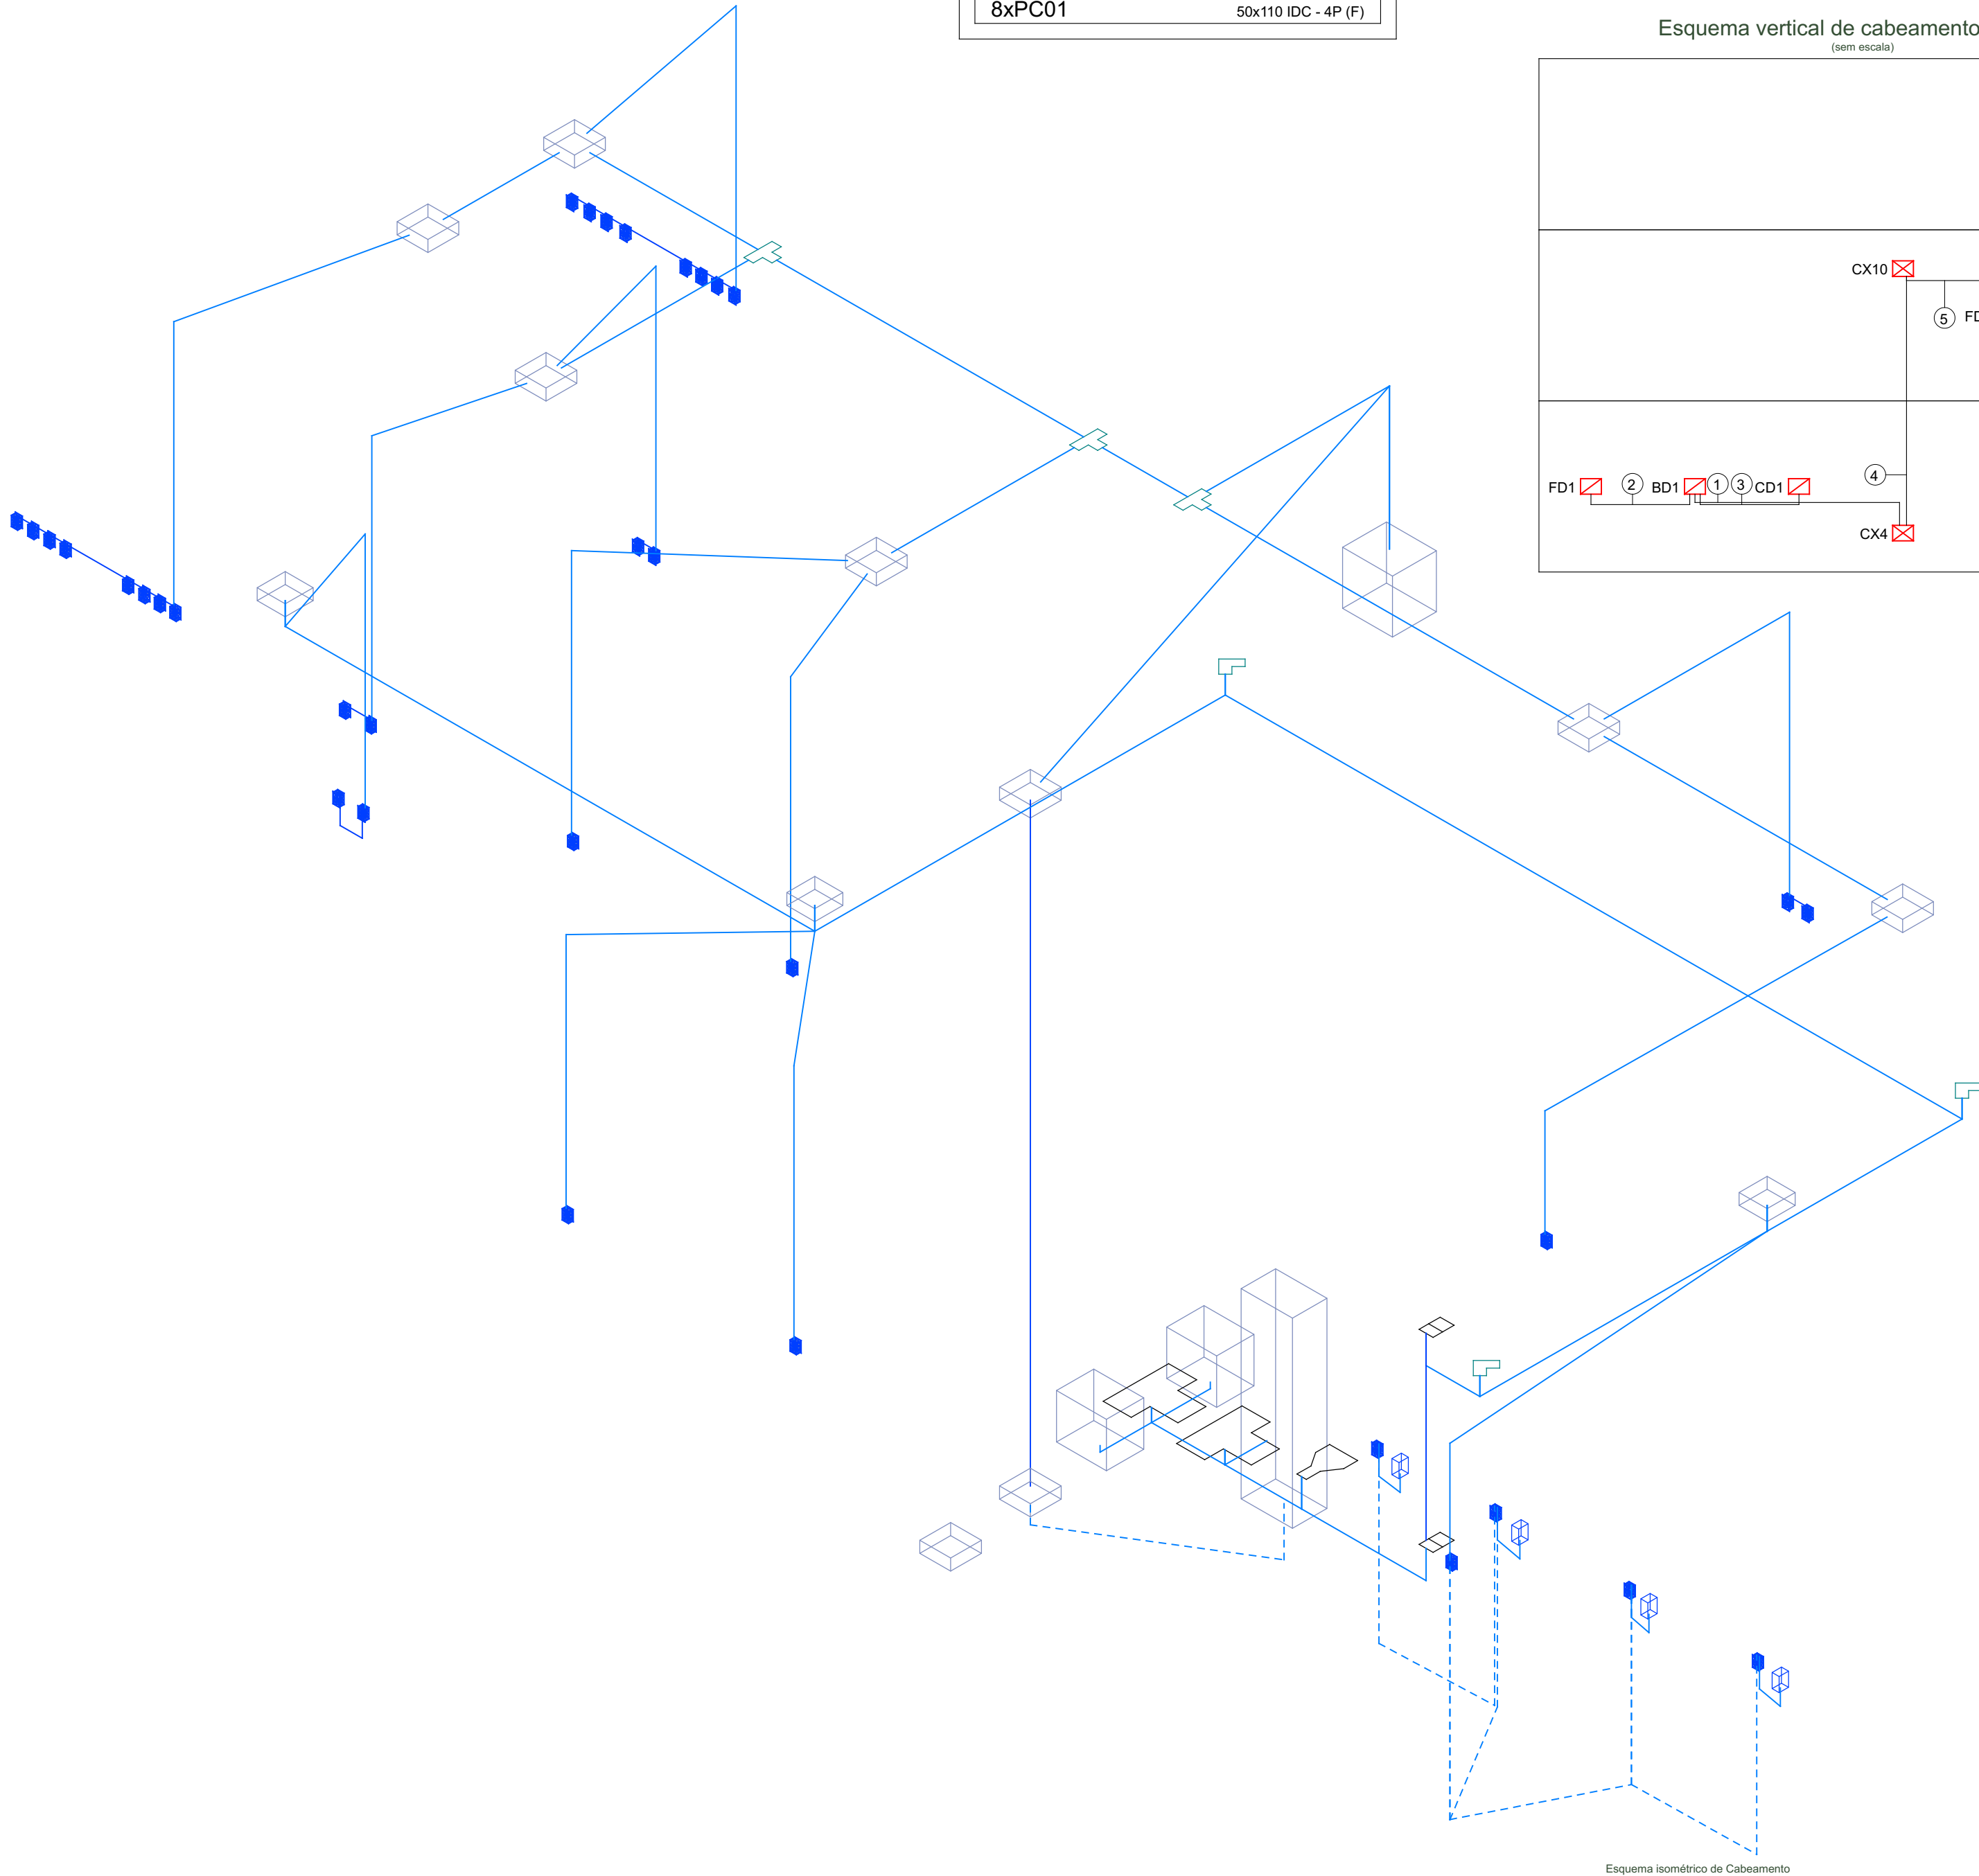 8xPC01 50x110 IDC - 4P (F)
Esquema vertical de cabeamento
(sem escala)
CX10
5
FD1 2 BD1 1 3 CD1 4
CX4
Esquema isométrico de Cabeamento